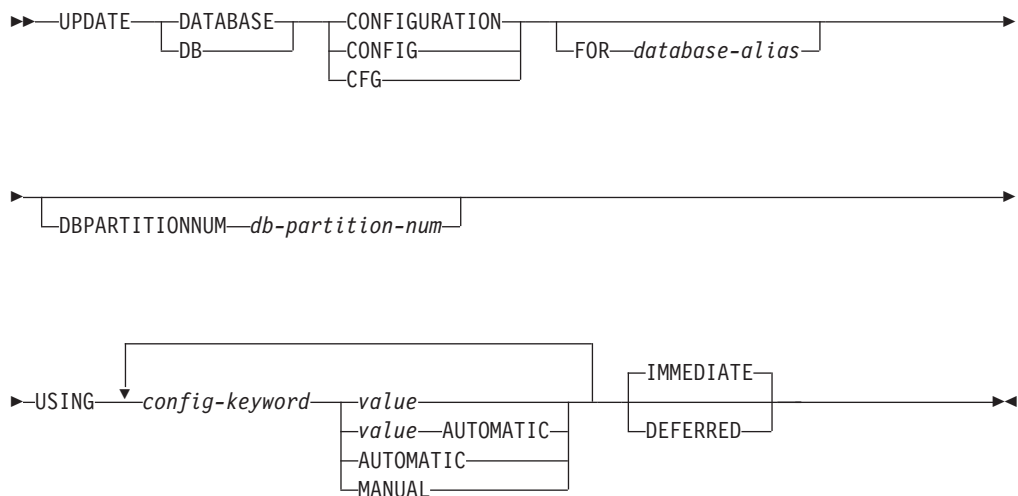 UPDATE DATABASE CONFIGURATION
DB CONFIG FOR database-alias
CFG
DBPARTITIONNUM db-partition-num
IMMEDIATE
USING config-keyword value
value AUTOMATIC DEFERRED
AUTOMATIC
MANUAL